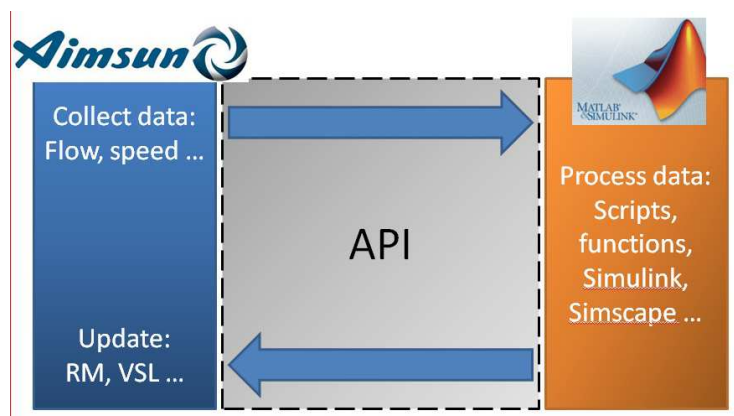 Aimsun
Collect data:
Flow, speed ...
Update:
RM, VSL ...
API
MATLAB®
&SIMULINK®
Process data:
Scripts,
functions,
Simulink,
Simscape ...